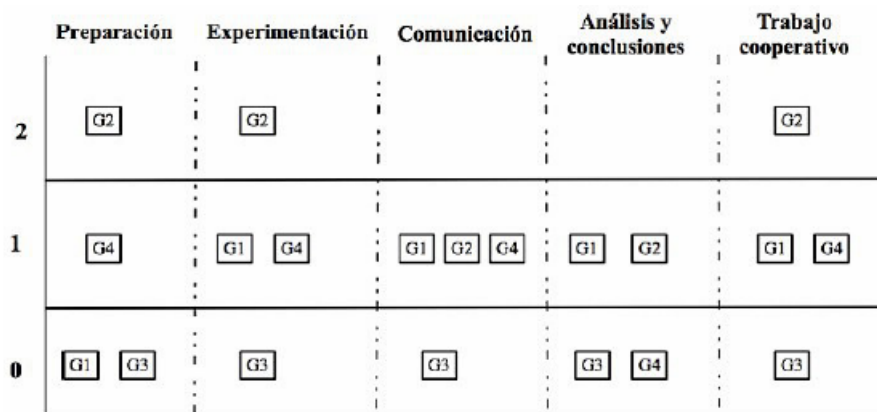 Preparación Experimentación Comunicación Análisis y conclusiones Trabajo cooperativo
2 G2 G2 G2
1 G4 G1 G4 G1 G2 G4 G1 G2 G1 G4
0 G1 G3 G3 G3 G3 G4 G3